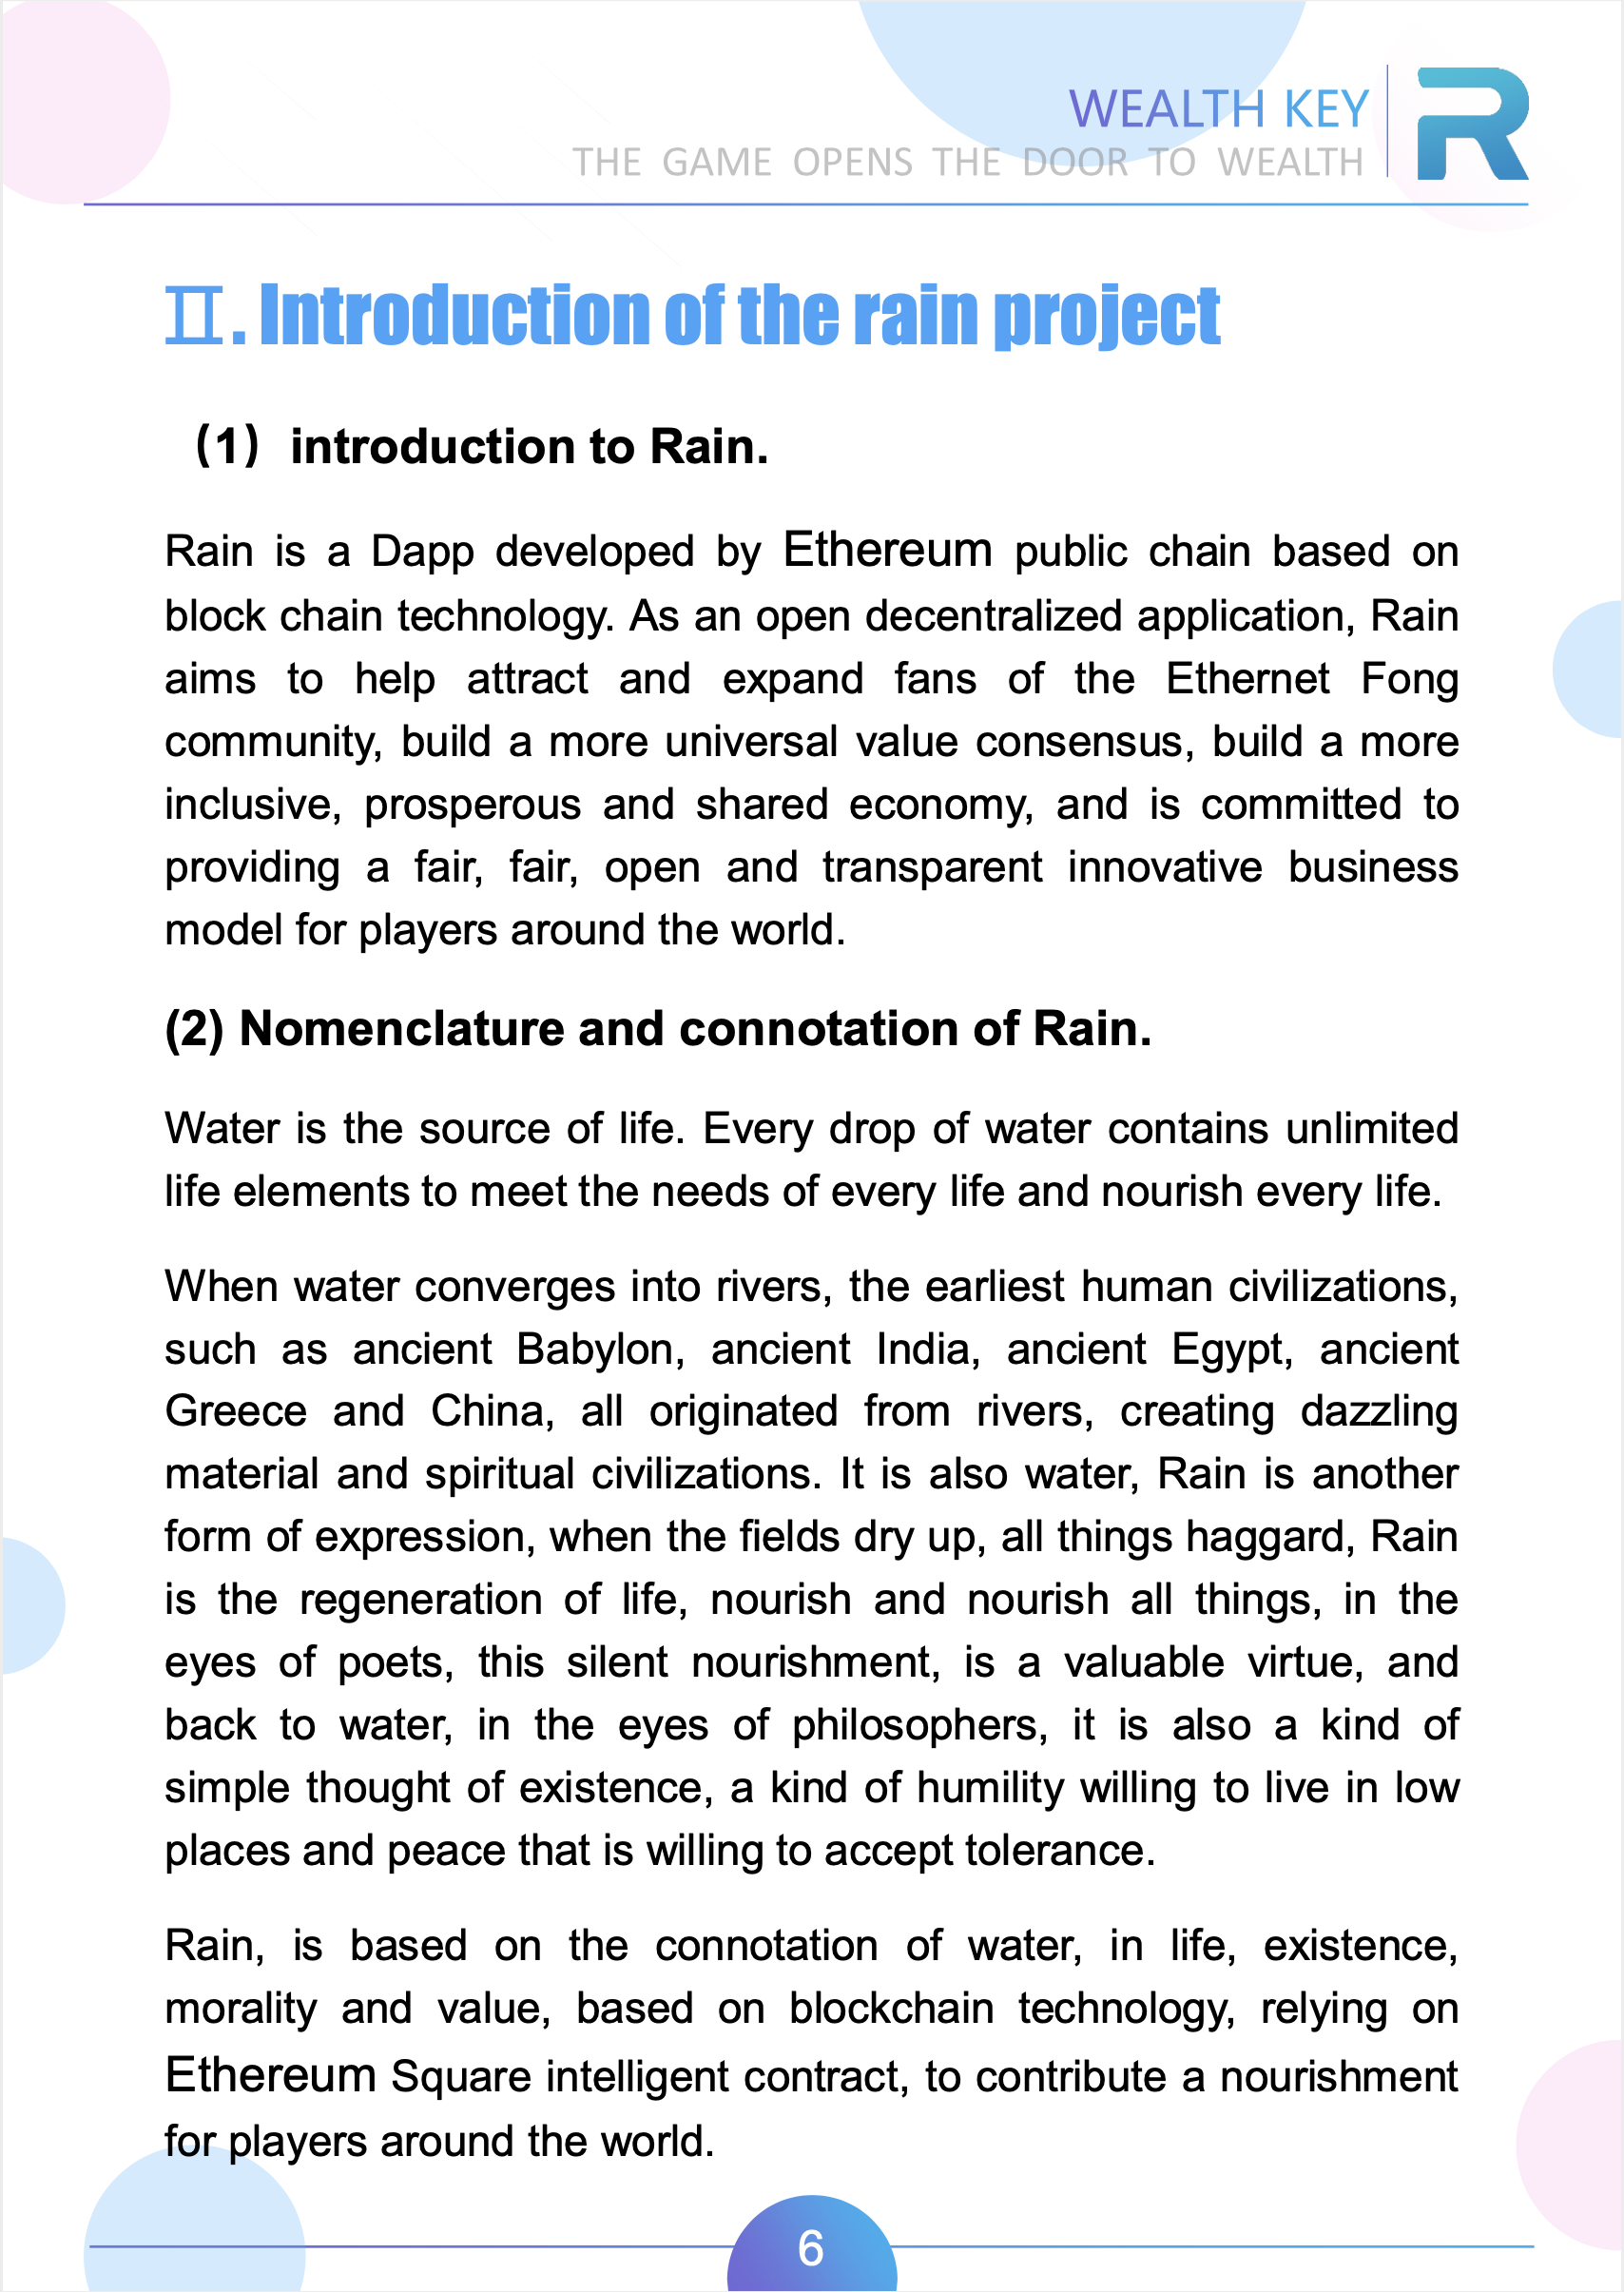 WEALTH KEY
THE GAME OPENS THE DOOR TO WEALTH
R
Ⅱ. Introduction of the rain project
（1）introduction to Rain.
Rain is a Dapp developed by Ethereum public chain based on
block chain technology. As an open decentralized application, Rain
aims to help attract and expand fans of the Ethernet Fong
community, build a more universal value consensus, build a more
inclusive, prosperous and shared economy, and is committed to
providing a fair, fair, open and transparent innovative business
model for players around the world.
(2) Nomenclature and connotation of Rain.
Water is the source of life. Every drop of water contains unlimited
life elements to meet the needs of every life and nourish every life.
When water converges into rivers, the earliest human civilizations,
such as ancient Babylon, ancient India, ancient Egypt, ancient
Greece and China, all originated from rivers, creating dazzling
material and spiritual civilizations. It is also water, Rain is another
form of expression, when the fields dry up, all things haggard, Rain
is the regeneration of life, nourish and nourish all things, in the
eyes of poets, this silent nourishment, is a valuable virtue, and
back to water, in the eyes of philosophers, it is also a kind of
simple thought of existence, a kind of humility willing to live in low
places and peace that is willing to accept tolerance.
Rain, is based on the connotation of water, in life, existence,
morality and value, based on blockchain technology, relying on
Ethereum Square intelligent contract, to contribute a nourishment
for players around the world.
6